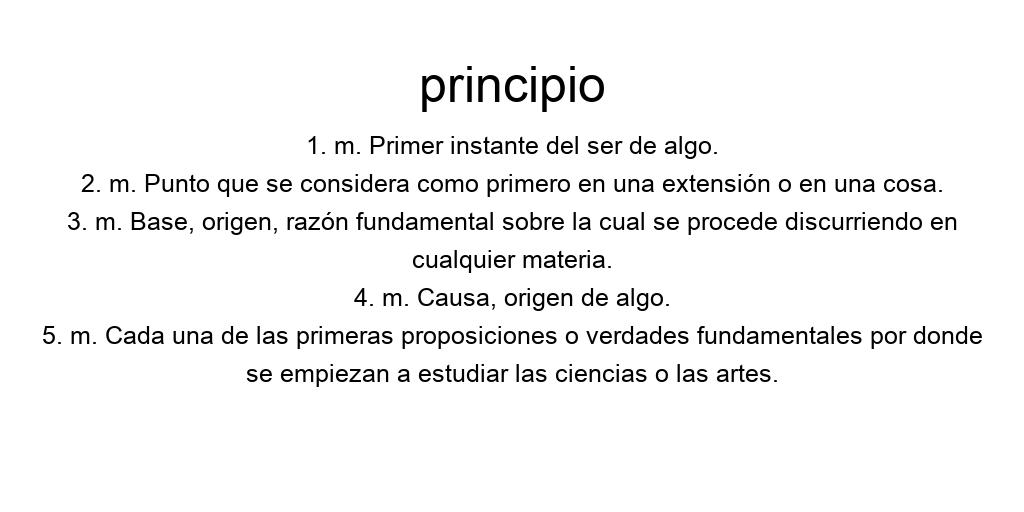 principio
1. m. Primer instante del ser de algo.
2. m. Punto que se considera como primero en una extensión o en una cosa.
3. m. Base, origen, razón fundamental sobre la cual se procede discurriendo en
cualquier materia.
4. m. Causa, origen de algo.
5. m. Cada una de las primeras proposiciones o verdades fundamentales por donde
se empiezan a estudiar las ciencias o las artes.